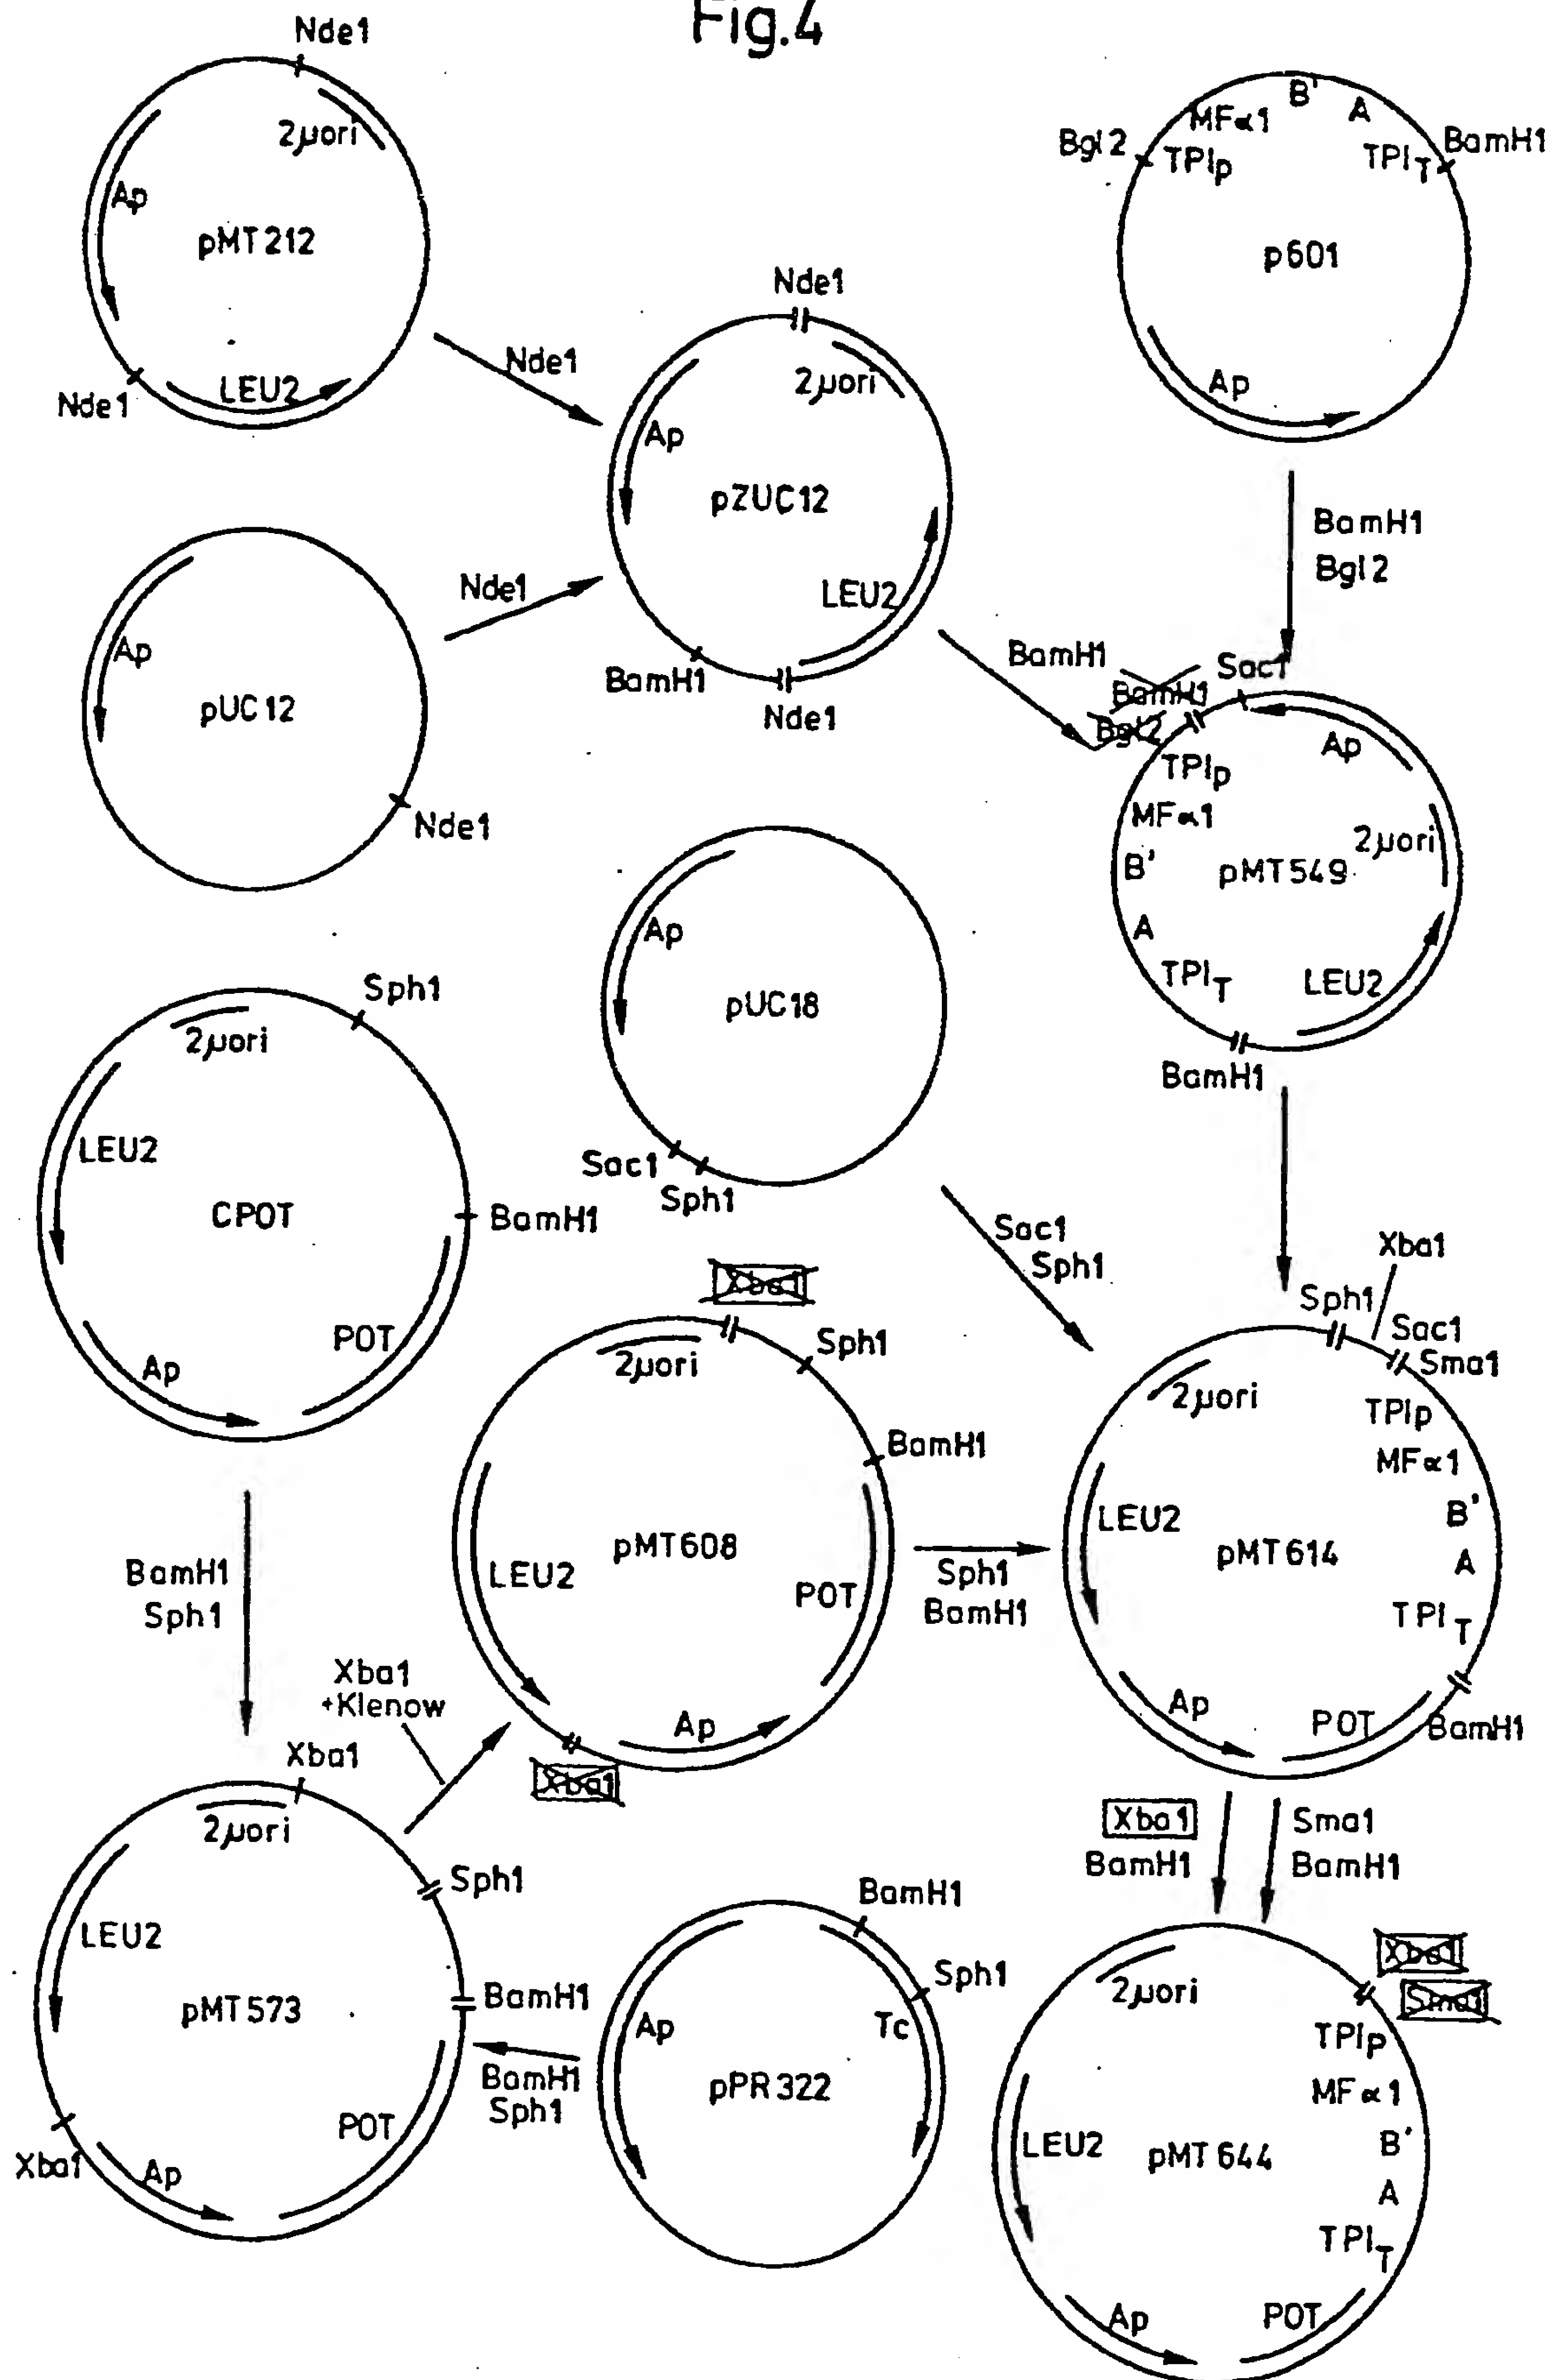 Fig.4
Nde1
2µori
Ap
pMT212
Nde1
LEU2
Nde1
Ap
pUC12
Nde1
Nde1
Nde1
2µori
Ap
pZUC12
LEU2
BamH1
Nde1
B'
A
MFα1
Bgl2
TPIp
TPIT
BamH1
p601
Ap
BamH1
Bgl2
BamH1
Sac1
BamH1
Bgl2
Ap
TPIp
MFα1
2µori
B'
pMT549
A
TPIT
LEU2
BamH1
Ap
pUC18
Sac1
Sph1
Sac1
Sph1
Sph1
2µori
LEU2
CPOT
BamH1
POT
Ap
BamH1
Sph1
Xba1
Sph1
2µori
BamH1
LEU2
pMT608
POT
Ap
Xba1
Xba1
+Klenow
Sph1
BamH1
Xba1
Sph1
Sac1
Sma1
2µori
TPIp
MFα1
LEU2
B'
pMT614
A
TPIT
Ap
POT
BamH1
Xba1
BamH1
Sma1
BamH1
Xba1
2µori
Sph1
LEU2
pMT573
BamH1
POT
Xba1
Ap
BamH1
Sph1
BamH1
Sph1
Ap
Tc
pPR322
Xba1
Sma1
2µori
TPIp
MFα1
LEU2
pMT644
B'
A
TPIT
Ap
POT